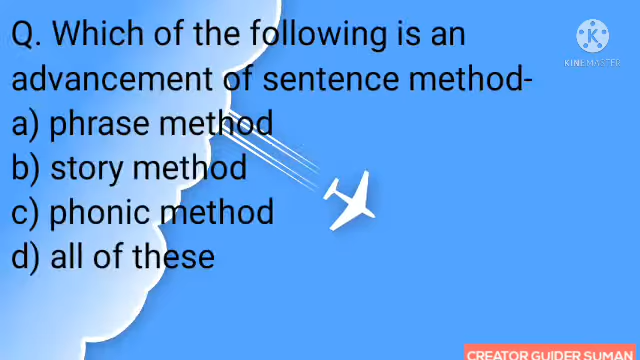 Q. Which of the following is an
advancement of sentence method-
a) phrase method
b) story method
c) phonic method
d) all of these
KINEMASTER
CREATOR GUIDER SUMAN